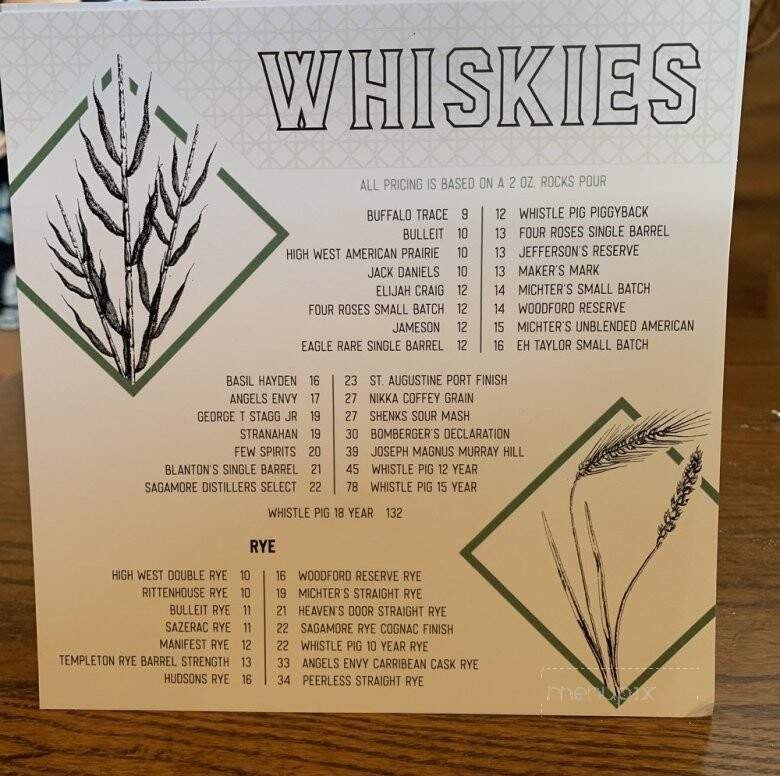 WHISKIES
ALL PRICING IS BASED ON A 2 OZ. ROCKS POUR
BUFFALO TRACE 9 12 WHISTLE PIG PIGGYBACK
BULLEIT 10 13 FOUR ROSES SINGLE BARREL
HIGH WEST AMERICAN PRAIRIE 10 13 JEFFERSON'S RESERVE
JACK DANIELS 10 13 MAKER'S MARK
ELIJAH CRAIG 12 14 MICHTER'S SMALL BATCH
FOUR ROSES SMALL BATCH 12 14 WOODFORD RESERVE
JAMESON 12 15 MICHTER'S UNBLENDED AMERICAN
EAGLE RARE SINGLE BARREL 12 16 EH TAYLOR SMALL BATCH
BASIL HAYDEN 16 23 ST. AUGUSTINE PORT FINISH
ANGELS ENVY 17 27 NIKKA COFFEY GRAIN
GEORGE T STAGG JR 19 27 SHENKS SOUR MASH
STRANAHAN 19 30 BOMBERGER'S DECLARATION
FEW SPIRITS 20 39 JOSEPH MAGNUS MURRAY HILL
BLANTON'S SINGLE BARREL 21 45 WHISTLE PIG 12 YEAR
SAGAMORE DISTILLERS SELECT 22 78 WHISTLE PIG 15 YEAR
WHISTLE PIG 18 YEAR 132
RYE
HIGH WEST DOUBLE RYE 10 16 WOODFORD RESERVE RYE
RITTENHOUSE RYE 10 19 MICHTER'S STRAIGHT RYE
BULLEIT RYE 11 21 HEAVEN'S DOOR STRAIGHT RYE
SAZERAC RYE 11 22 SAGAMORE RYE COGNAC FINISH
MANIFEST RYE 12 22 WHISTLE PIG 10 YEAR RYE
TEMPLETON RYE BARREL STRENGTH 13 33 ANGELS ENVY CARRIBEAN CASK RYE
HUDSONS RYE 16 34 PEERLESS STRAIGHT RYE
menupix